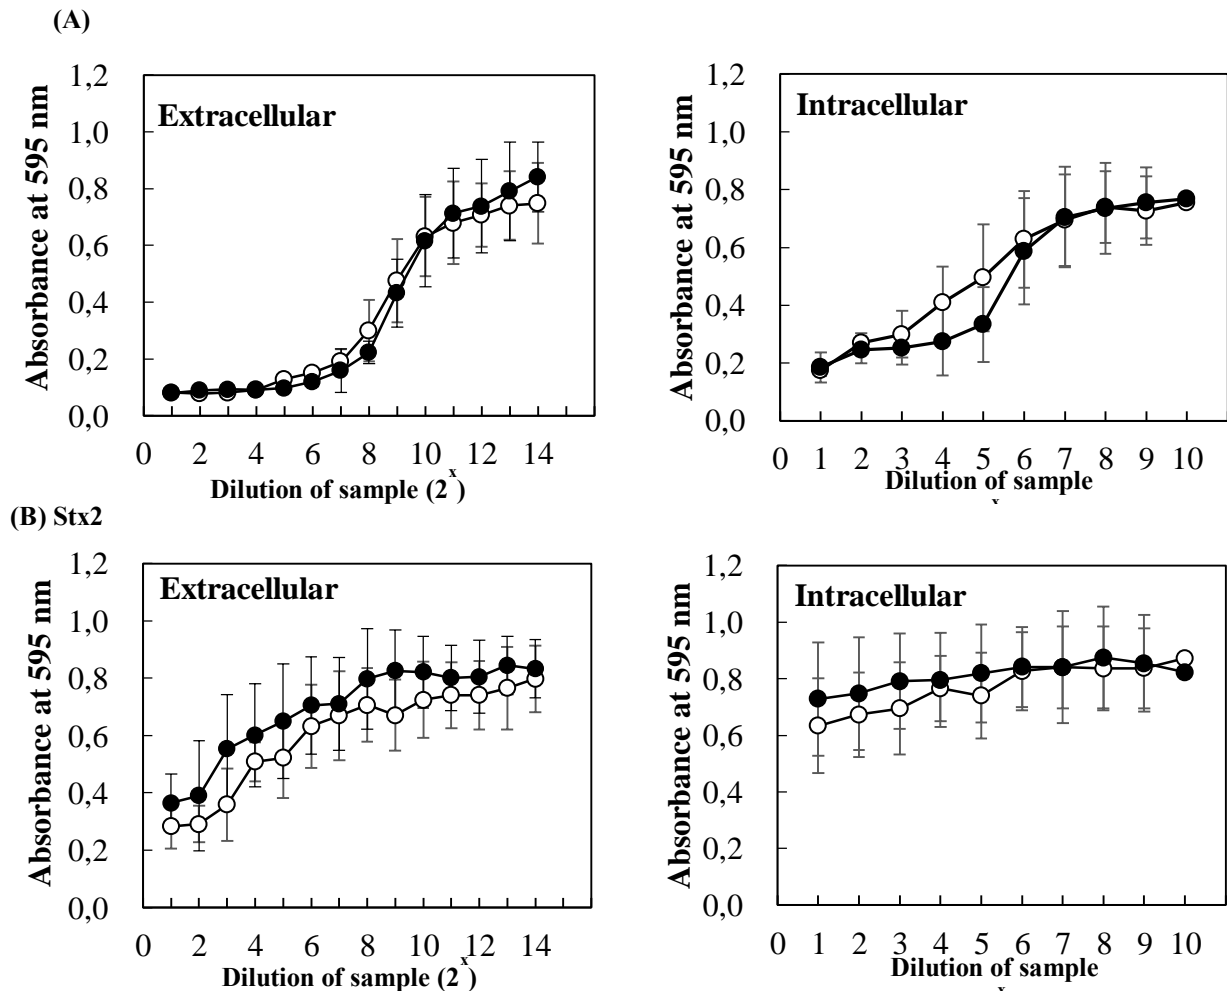 (A)
Extracellular
Absorbance at 595 nm
1,2
1,0
0,8
0,6
0,4
0,2
0,0
0 2 4 6 8 10 12 14
Dilution of sample (2^x)
Intracellular
Absorbance at 595 nm
1,2
1,0
0,8
0,6
0,4
0,2
0,0
0 1 2 3 4 5 6 7 8 9 10
Dilution of sample
x
(B) Stx2
Extracellular
Absorbance at 595 nm
1,2
1,0
0,8
0,6
0,4
0,2
0,0
0 2 4 6 8 10 12 14
Dilution of sample (2^x)
Intracellular
Absorbance at 595 nm
1,2
1,0
0,8
0,6
0,4
0,2
0,0
0 1 2 3 4 5 6 7 8 9 10
Dilution of sample
x